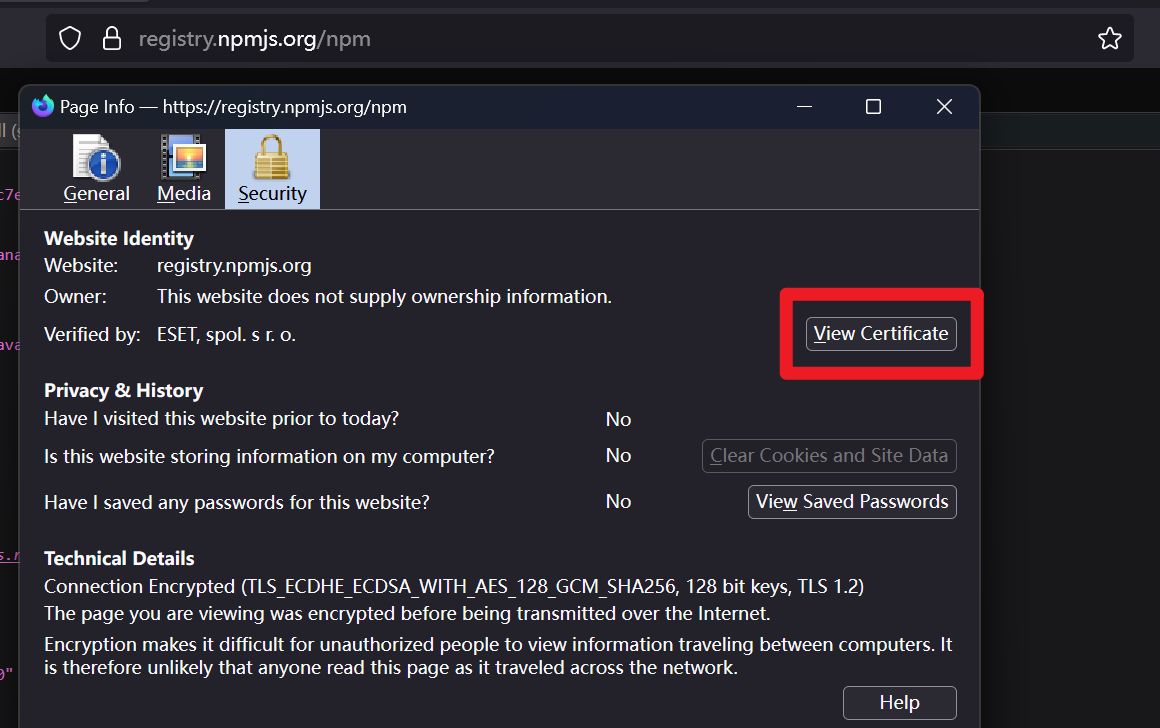 registry.npmjs.org/npm
Page Info — https://registry.npmjs.org/npm
General Media Security
Website Identity
Website: registry.npmjs.org
Owner: This website does not supply ownership information.
Verified by: ESET, spol. s r. o. View Certificate
Privacy & History
Have I visited this website prior to today? No
Is this website storing information on my computer? No Clear Cookies and Site Data
Have I saved any passwords for this website? No View Saved Passwords
Technical Details
Connection Encrypted (TLS_ECDHE_ECDSA_WITH_AES_128_GCM_SHA256, 128 bit keys, TLS 1.2)
The page you are viewing was encrypted before being transmitted over the Internet.
Encryption makes it difficult for unauthorized people to view information traveling between computers. It
is therefore unlikely that anyone read this page as it traveled across the network.
Help